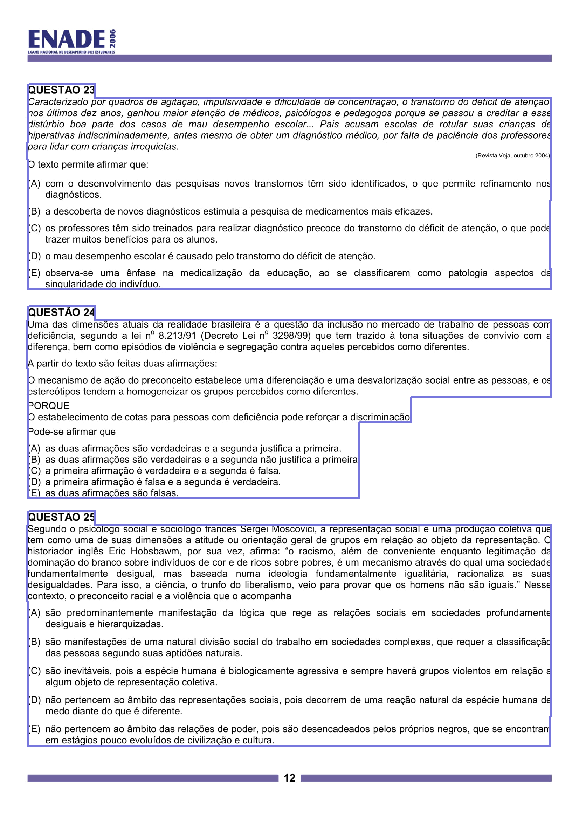 ENADE 2006
EXAME NACIONAL DE DESEMPENHO DOS ESTUDANTES
QUESTÃO 23
Caracterizado por quadros de agitação, impulsividade e dificuldade de concentração, o transtorno do déficit de atenção,
nos últimos dez anos, ganhou maior atenção de médicos, psicólogos e pedagogos porque se passou a creditar a esse
distúrbio boa parte dos casos de mau desempenho escolar... Pais acusam escolas de rotular suas crianças de
hiperativas indiscriminadamente, antes mesmo de obter um diagnóstico médico, por falta de paciência dos professores
para lidar com crianças irrequietas.
(Revista Veja, outubro 2004)
O texto permite afirmar que:
(A) com o desenvolvimento das pesquisas novos transtornos têm sido identificados, o que permite refinamento nos
diagnósticos.
(B) a descoberta de novos diagnósticos estimula a pesquisa de medicamentos mais eficazes.
(C) os professores têm sido treinados para realizar diagnóstico precoce do transtorno do déficit de atenção, o que pode
trazer muitos benefícios para os alunos.
(D) o mau desempenho escolar é causado pelo transtorno do déficit de atenção.
(E) observa-se uma ênfase na medicalização da educação, ao se classificarem como patologia aspectos da
singularidade do indivíduo.
QUESTÃO 24
Uma das dimensões atuais da realidade brasileira é a questão da inclusão no mercado de trabalho de pessoas com
deficiência, segundo a lei nº 8.213/91 (Decreto Lei nº 3298/99) que tem trazido à tona situações de convívio com a
diferença, bem como episódios de violência e segregação contra aqueles percebidos como diferentes.
A partir do texto são feitas duas afirmações:
O mecanismo de ação do preconceito estabelece uma diferenciação e uma desvalorização social entre as pessoas, e os
estereótipos tendem a homogeneizar os grupos percebidos como diferentes.
PORQUE
O estabelecimento de cotas para pessoas com deficiência pode reforçar a discriminação.
Pode-se afirmar que
(A) as duas afirmações são verdadeiras e a segunda justifica a primeira.
(B) as duas afirmações são verdadeiras e a segunda não justifica a primeira.
(C) a primeira afirmação é verdadeira e a segunda é falsa.
(D) a primeira afirmação é falsa e a segunda é verdadeira.
(E) as duas afirmações são falsas.
QUESTÃO 25
Segundo o psicólogo social e sociólogo francês Sergei Moscovici, a representação social é uma produção coletiva que
tem como uma de suas dimensões a atitude ou orientação geral de grupos em relação ao objeto da representação. O
historiador inglês Eric Hobsbawm, por sua vez, afirma: “o racismo, além de conveniente enquanto legitimação da
dominação do branco sobre indivíduos de cor e de ricos sobre pobres, é um mecanismo através do qual uma sociedade
fundamentalmente desigual, mas baseada numa ideologia fundamentalmente igualitária, racionaliza as suas
desigualdades. Para isso, a ciência, o trunfo do liberalismo, veio para provar que os homens não são iguais.” Nesse
contexto, o preconceito racial e a violência que o acompanha
(A) são predominantemente manifestação da lógica que rege as relações sociais em sociedades profundamente
desiguais e hierarquizadas.
(B) são manifestações de uma natural divisão social do trabalho em sociedades complexas, que requer a classificação
das pessoas segundo suas aptidões naturais.
(C) são inevitáveis, pois a espécie humana é biologicamente agressiva e sempre haverá grupos violentos em relação a
algum objeto de representação coletiva.
(D) não pertencem ao âmbito das representações sociais, pois decorrem de uma reação natural da espécie humana de
medo diante do que é diferente.
(E) não pertencem ao âmbito das relações de poder, pois são desencadeados pelos próprios negros, que se encontram
em estágios pouco evoluídos de civilização e cultura.
12